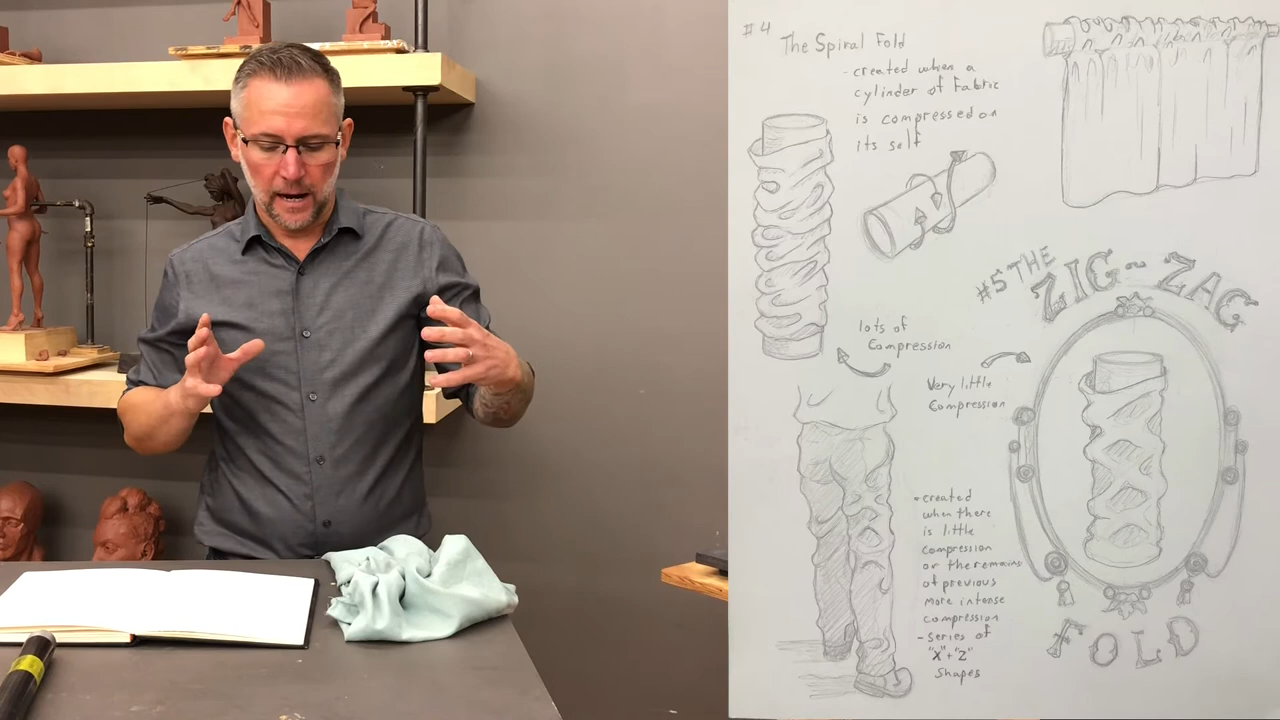 #4
The Spiral Fold
- created when a
cylinder of Fabric
is compressed on
its self
#5 THE
ZIG-ZAG
lots of
Compression
Very little
Compression
- created
when there
is little
compression
or the remains
of previous
more intense
compression
- series of
"X" + "Z"
shapes
FOLD